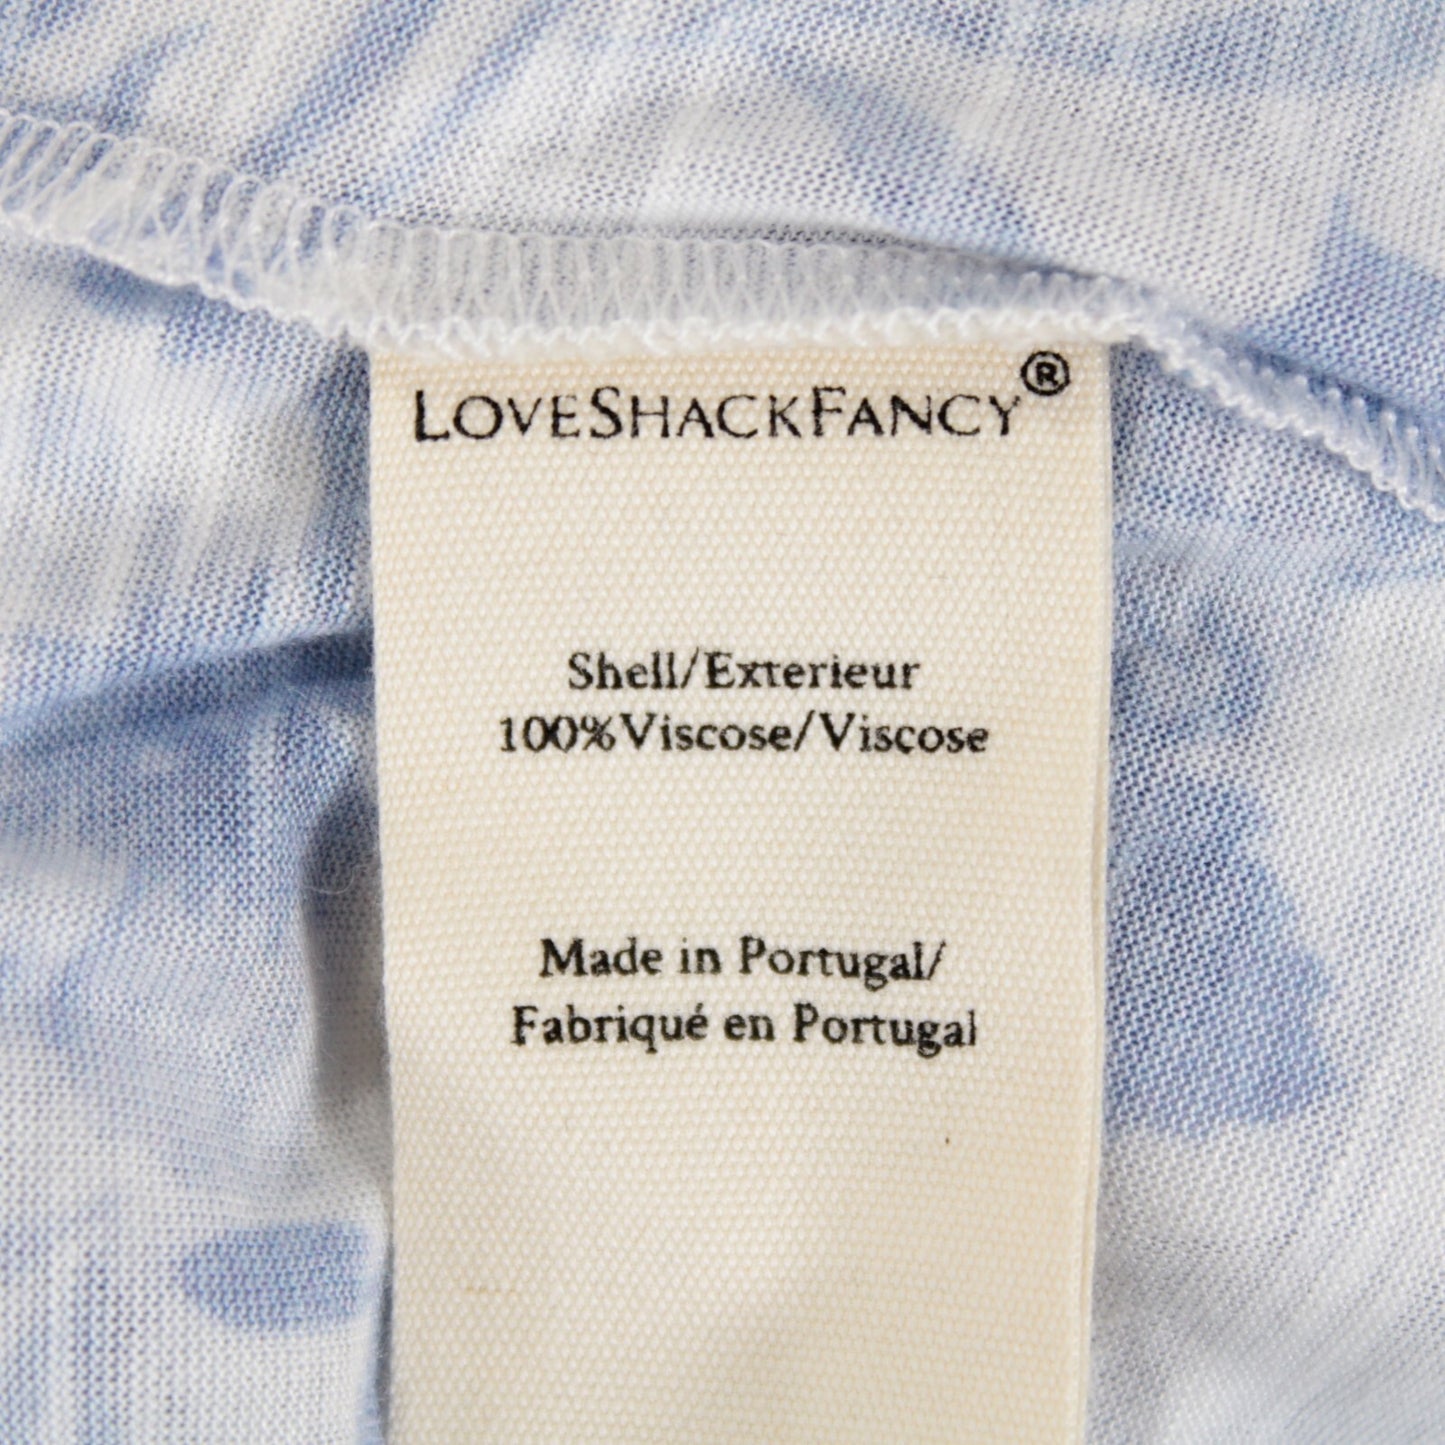 LOVESHACKFANCY®
Shell/Exterieur
100%Viscose/Viscose
Made in Portugal/
Fabriqué en Portugal